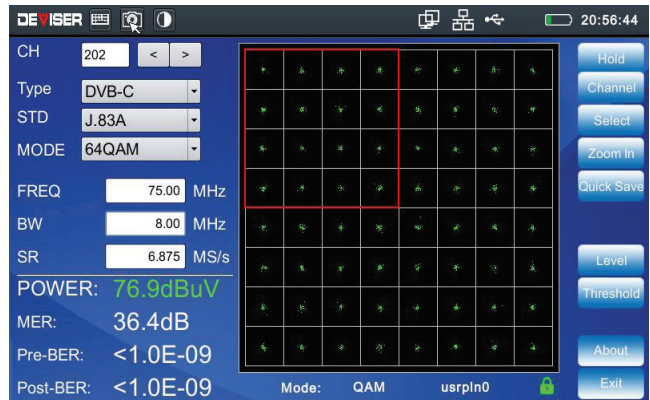 DEVISER 20:56:44
CH 202 < >
Type DVB-C
STD J.83A
MODE 64QAM
FREQ 75.00 MHz
BW 8.00 MHz
SR 6.875 MS/s
POWER: 76.9dBuV
MER: 36.4dB
Pre-BER: <1.0E-09
Post-BER: <1.0E-09
Mode: QAM usrpIn0
Hold
Channel
Select
Zoom In
Quick Save
Level
Threshold
About
Exit